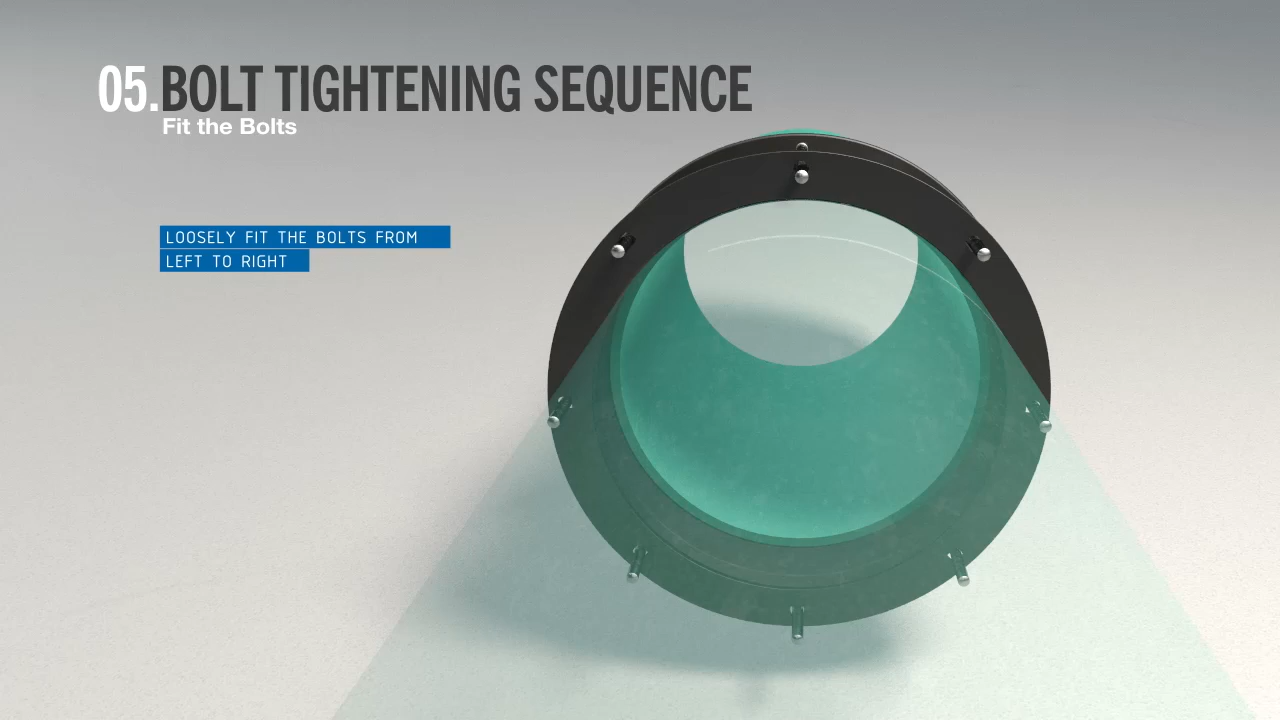 05.BOLT TIGHTENING SEQUENCE
Fit the Bolts
LOOSELY FIT THE BOLTS FROM
LEFT TO RIGHT